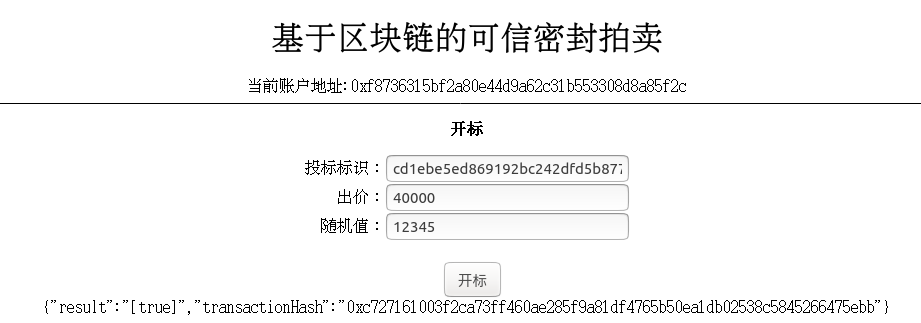 基于区块链的可信密封拍卖
当前账户地址:0xf8736315bf2a80e44d9a62c31b553308d8a85f2c
开标
投标标识：cd1ebe5ed869192bc242dfd5b877
出价：40000
随机值：12345
开标
{"result":"[true]","transactionHash":"0xc727161003f2ca73ff460ae285f9a81df4765b50ea1db02538c5845266475ebb"}